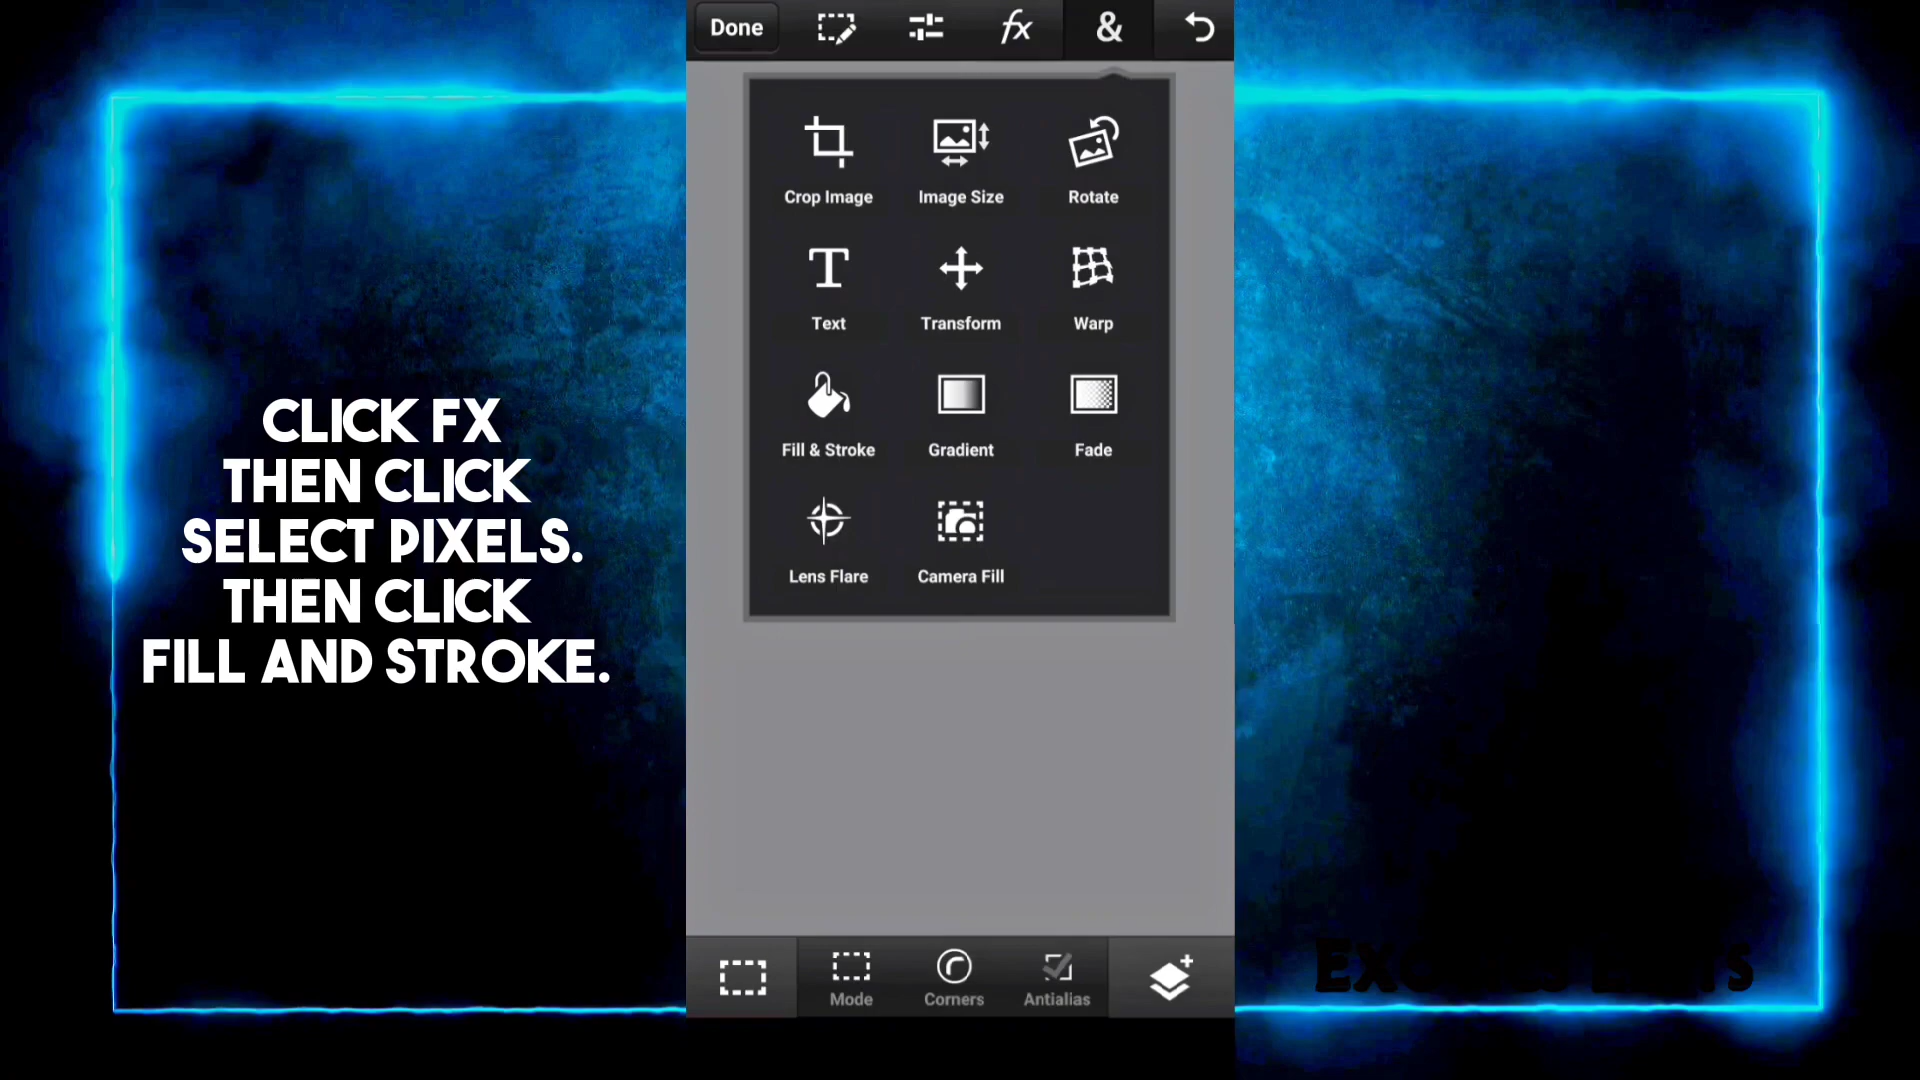 Done
fx
&
Crop Image
Image Size
Rotate
T
Text
Transform
Warp
Fill & Stroke
Gradient
Fade
Lens Flare
Camera Fill
CLICK FX
THEN CLICK
SELECT PIXELS.
THEN CLICK
FILL AND STROKE.
Mode
Corners
Antialias